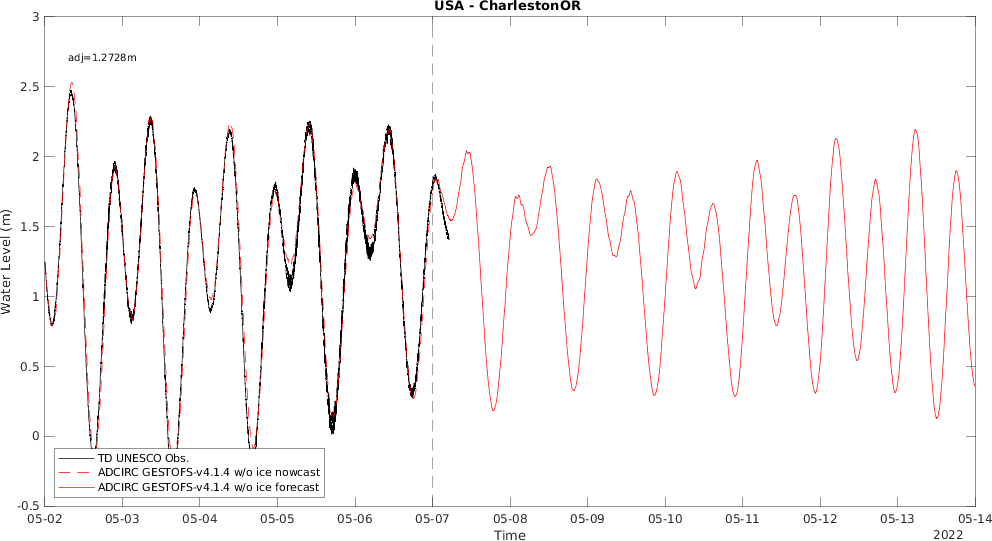 USA - CharlestonOR
adj=1.2728m
3
2.5
2
1.5
1
0.5
0
-0.5
Water Level (m)
TD UNESCO Obs.
ADCIRC GESTOFS-v4.1.4 w/o ice nowcast
ADCIRC GESTOFS-v4.1.4 w/o ice forecast
05-02 05-03 05-04 05-05 05-06 05-07 05-08 05-09 05-10 05-11 05-12 05-13 05-14
Time
2022